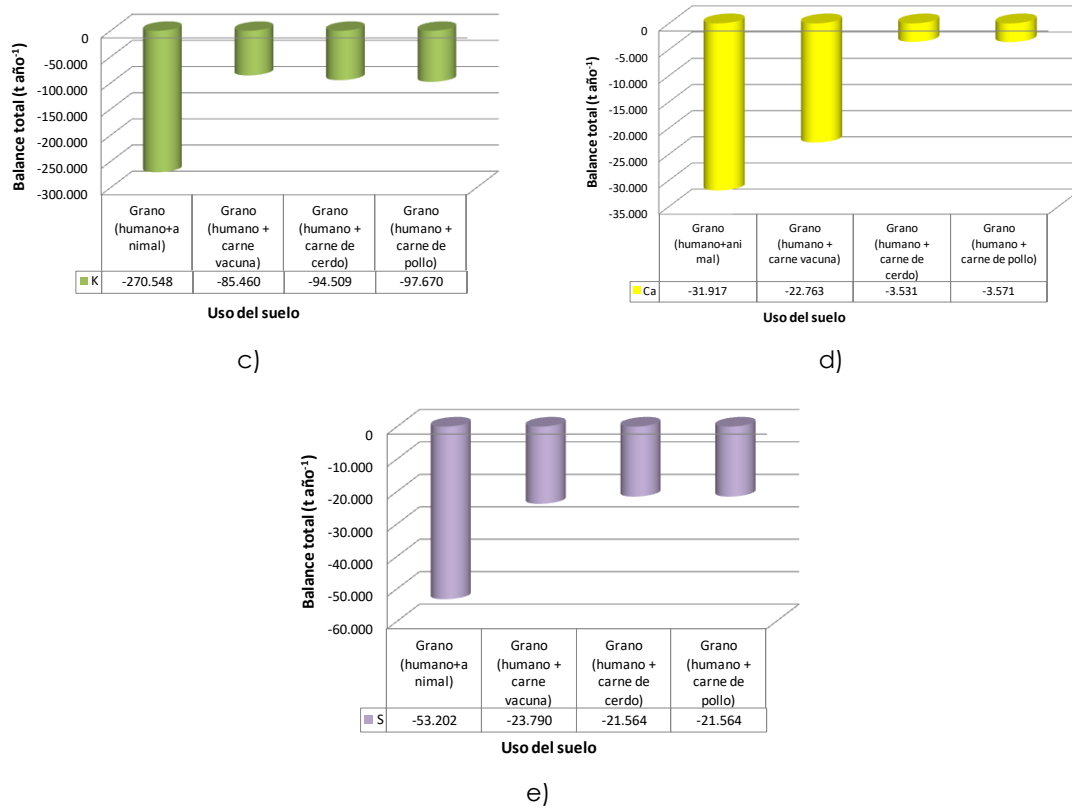 Balance total (t año⁻¹)
0
-50.000
-100.000
-150.000
-200.000
-250.000
-300.000
Grano (humano+a nimal)
Grano (humano + carne vacuna)
Grano (humano + carne de cerdo)
Grano (humano + carne de pollo)
K -270.548 -85.460 -94.509 -97.670
Uso del suelo
c)
Balance total (t año⁻¹)
0
-5.000
-10.000
-15.000
-20.000
-25.000
-30.000
-35.000
Grano (humano+ani mal)
Grano (humano + carne vacuna)
Grano (humano + carne de cerdo)
Grano (humano + carne de pollo)
Ca -31.917 -22.763 -3.531 -3.571
Uso del suelo
d)
Balance total (t año⁻¹)
0
-10.000
-20.000
-30.000
-40.000
-50.000
-60.000
Grano (humano+a nimal)
Grano (humano + carne vacuna)
Grano (humano + carne de cerdo)
Grano (humano + carne de pollo)
S -53.202 -23.790 -21.564 -21.564
Uso del suelo
e)